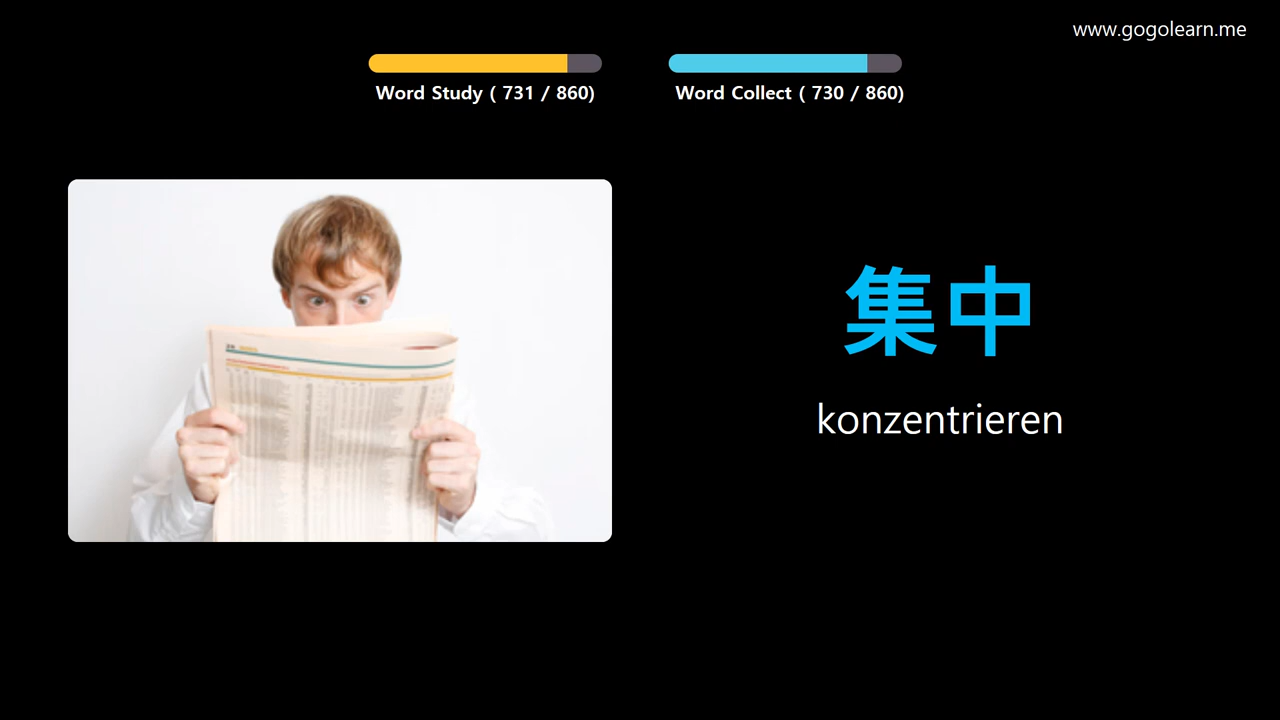 www.gogolearn.me
Word Study ( 731 / 860)
Word Collect ( 730 / 860)
集中
konzentrieren